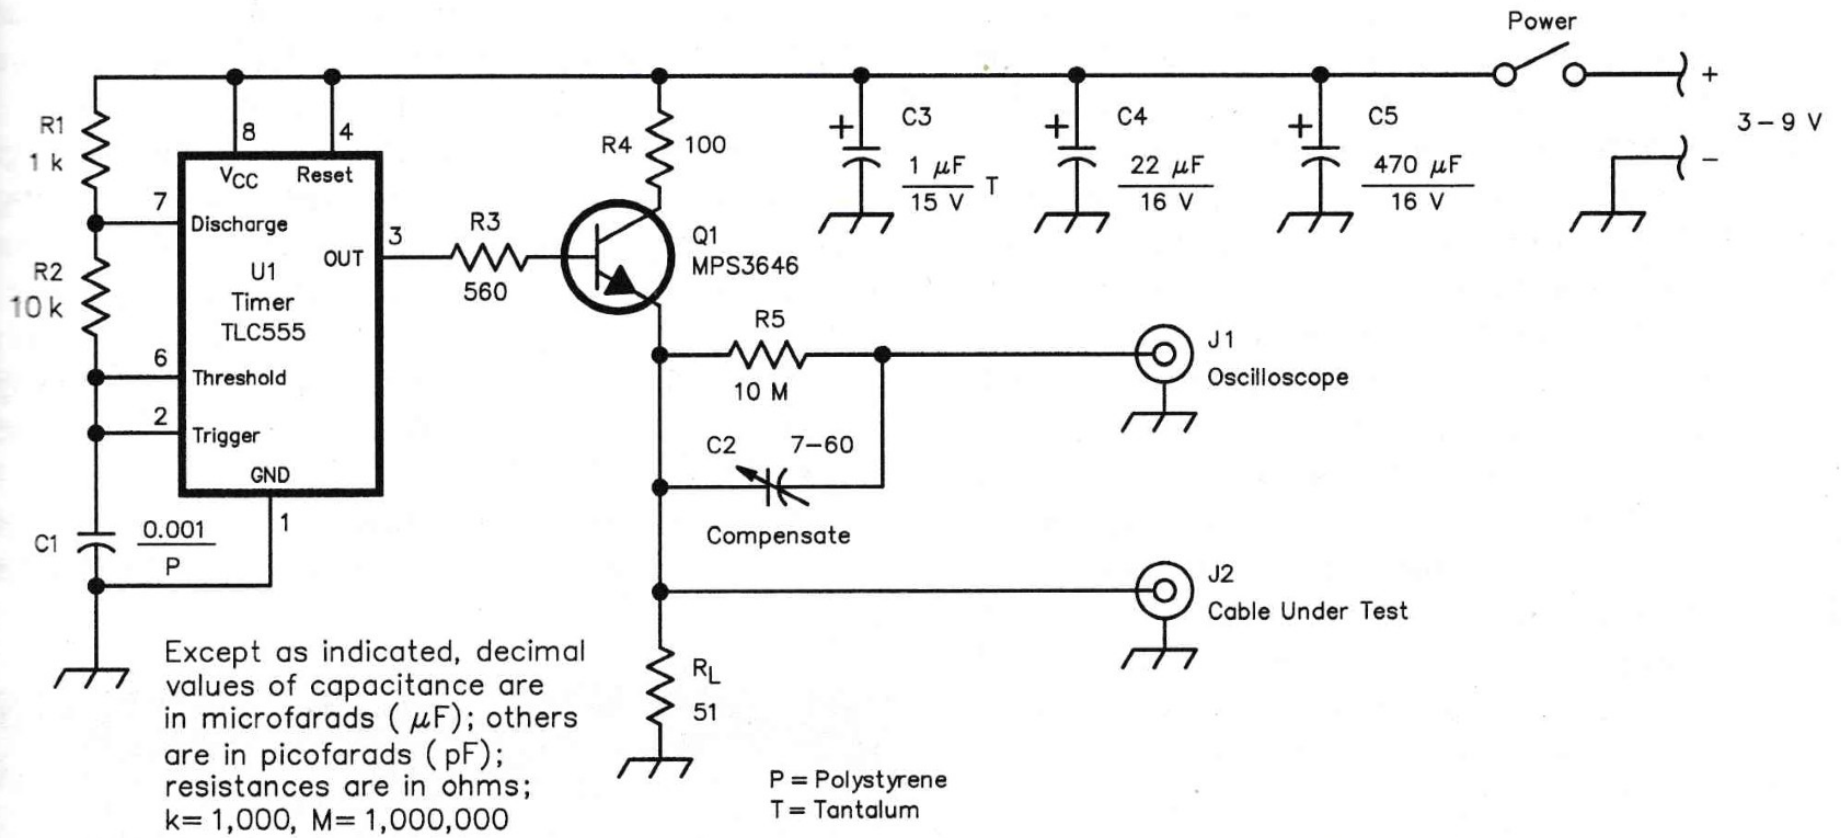 Power
+
3-9 V
-
R1
1 k
8
4
VCC
Reset
7
Discharge
R2
10 k
U1
Timer
TLC555
OUT
3
6
Threshold
2
Trigger
GND
1
C1
0.001
P
R3
560
R4
100
Q1
MPS3646
+
C3
1 µF
15 V
T
+
C4
22 µF
16 V
+
C5
470 µF
16 V
R5
10 M
J1
Oscilloscope
C2
7-60
Compensate
J2
Cable Under Test
RL
51
Except as indicated, decimal
values of capacitance are
in microfarads ( µF); others
are in picofarads ( pF);
resistances are in ohms;
k= 1,000, M= 1,000,000
P = Polystyrene
T = Tantalum